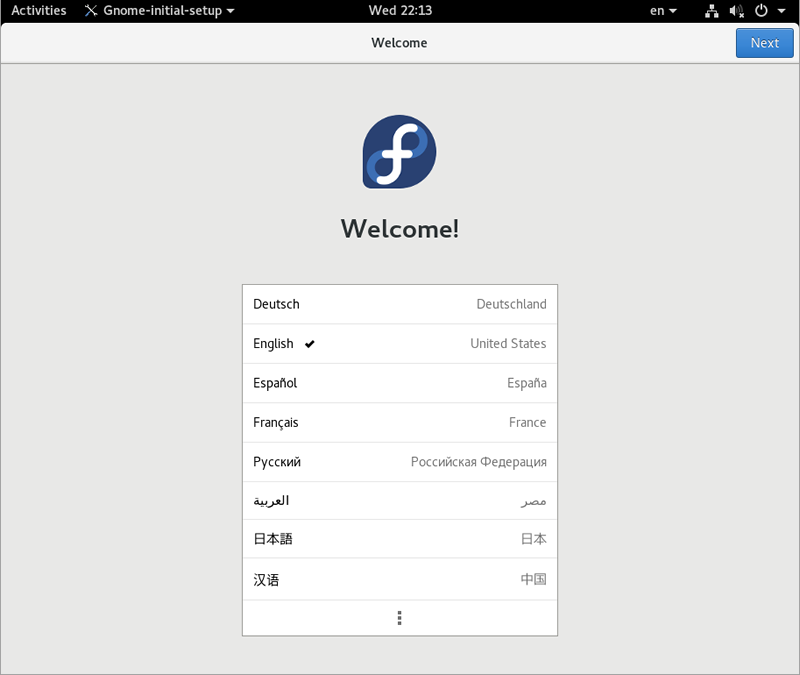 Activities Gnome-initial-setup Wed 22:13 en
Welcome Next
Welcome!
Deutsch Deutschland
English United States
Español España
Français France
Русский Российская Федерация
العربية مصر
日本語 日本
汉语 中国